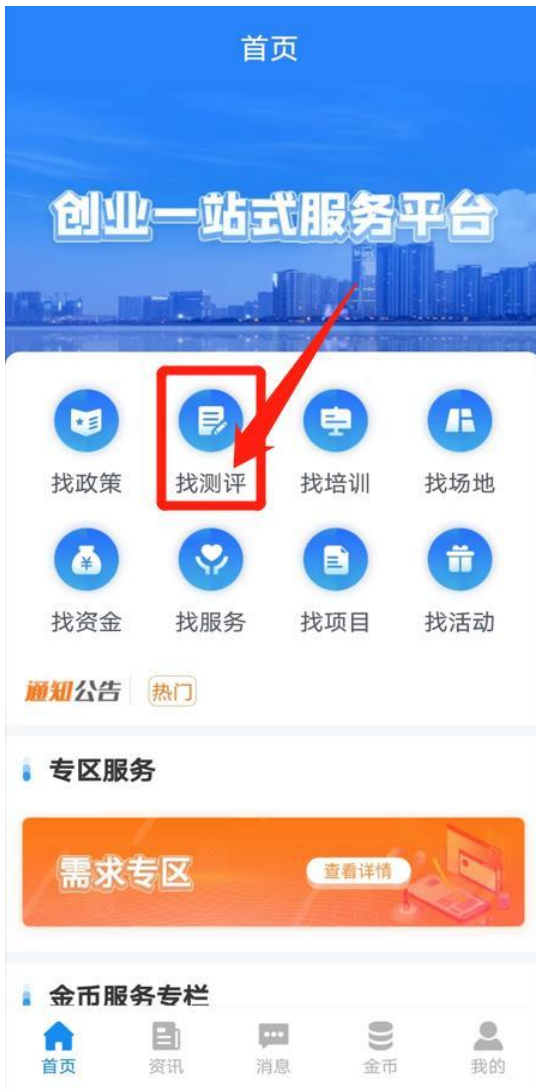 首页
创业一站式服务平台
找政策 找测评 找培训 找场地
找资金 找服务 找项目 找活动
通知公告 热门
专区服务
需求专区 查看详情
金币服务专栏
首页 资讯 消息 金币 我的